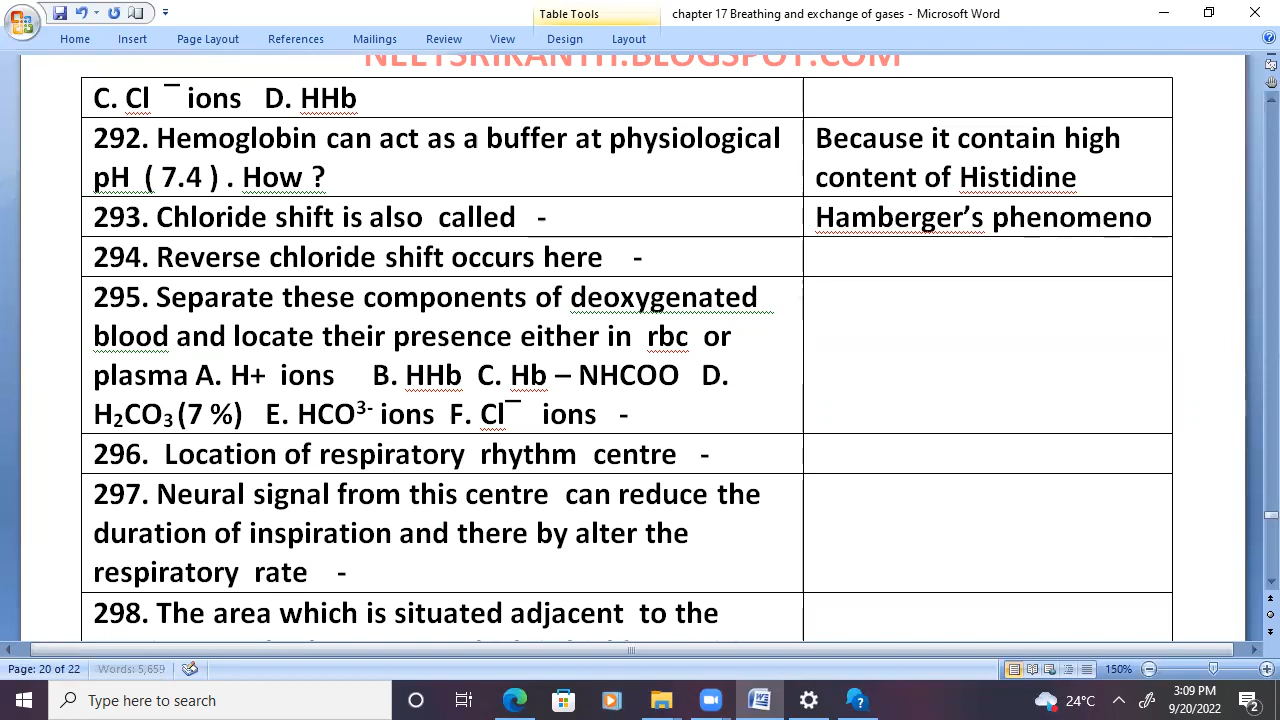 Table Tools
chapter 17 Breathing and exchange of gases - Microsoft Word
Home Insert Page Layout References Mailings Review View Design Layout
NEETSRIKANTH.BLOGSPOT.COM
C. Cl ¯ ions D. HHb
292. Hemoglobin can act as a buffer at physiological
pH ( 7.4 ) . How ?
Because it contain high
content of Histidine
293. Chloride shift is also called -
Hamberger’s phenomeno
294. Reverse chloride shift occurs here -
295. Separate these components of deoxygenated
blood and locate their presence either in rbc or
plasma A. H+ ions B. HHb C. Hb – NHCOO D.
H₂CO₃ (7 %) E. HCO³⁻ ions F. Cl¯ ions -
296. Location of respiratory rhythm centre -
297. Neural signal from this centre can reduce the
duration of inspiration and there by alter the
respiratory rate -
298. The area which is situated adjacent to the
Page: 20 of 22 Words: 5,659 150%
Type here to search
24°C
3:09 PM
9/20/2022
2